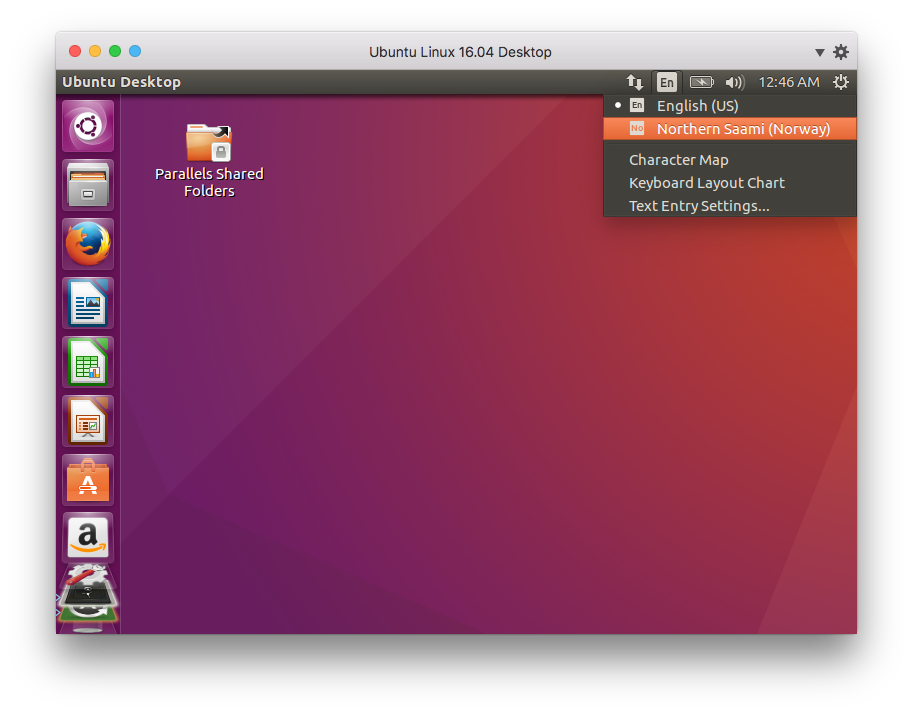 Ubuntu Linux 16.04 Desktop
Ubuntu Desktop
En
12:46 AM
En English (US)
No Northern Saami (Norway)
Character Map
Keyboard Layout Chart
Text Entry Settings...
Parallels Shared
Folders
A
a